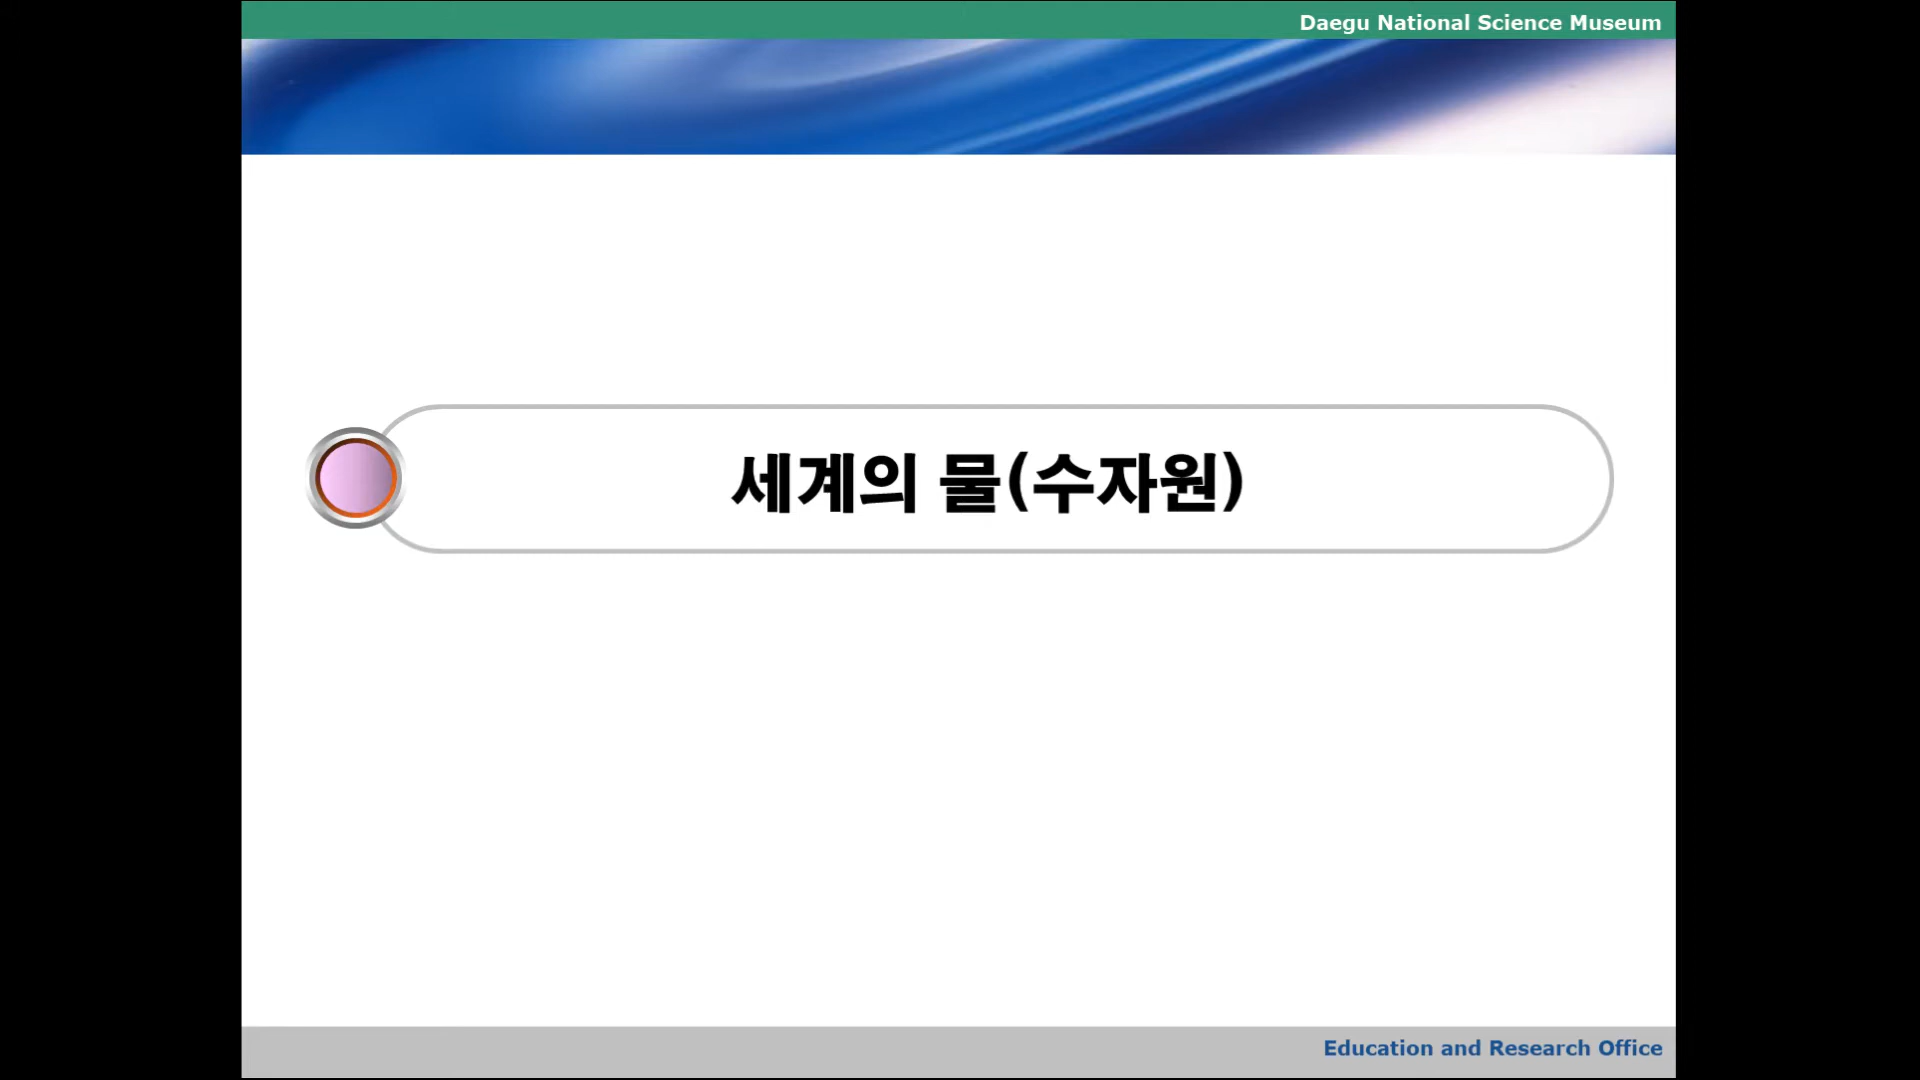 Daegu National Science Museum
세계의 물(수자원)
Education and Research Office